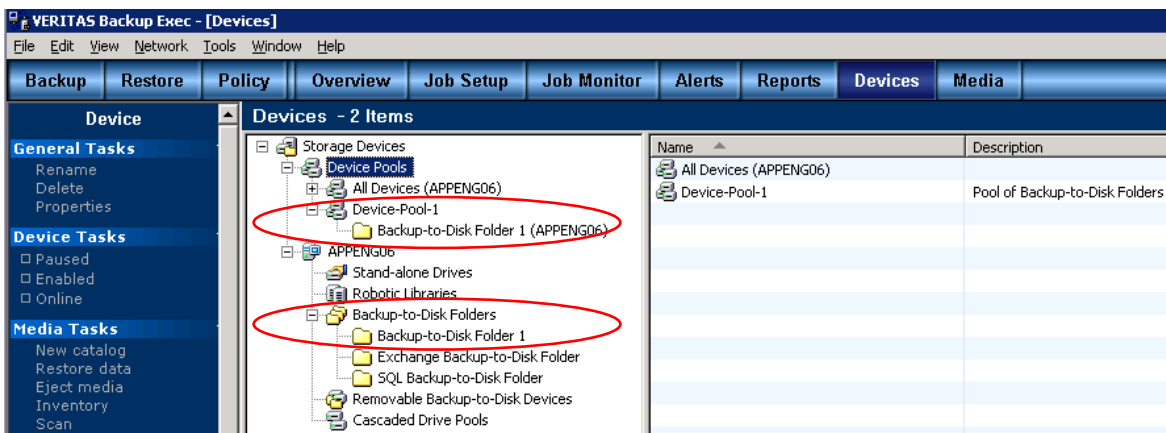 VERITAS Backup Exec - [Devices]
File Edit View Network Tools Window Help
Backup Restore Policy Overview Job Setup Job Monitor Alerts Reports Devices Media
Device
General Tasks
Rename
Delete
Properties
Device Tasks
Paused
Enabled
Online
Media Tasks
New catalog
Restore data
Eject media
Inventory
Scan
Devices - 2 Items
Storage Devices
Device Pools
All Devices (APPENG06)
Device-Pool-1
Backup-to-Disk Folder 1 (APPENG06)
APPENG06
Stand-alone Drives
Robotic Libraries
Backup-to-Disk Folders
Backup-to-Disk Folder 1
Exchange Backup-to-Disk Folder
SQL Backup-to-Disk Folder
Removable Backup-to-Disk Devices
Cascaded Drive Pools
Name Description
All Devices (APPENG06)
Device-Pool-1 Pool of Backup-to-Disk Folders